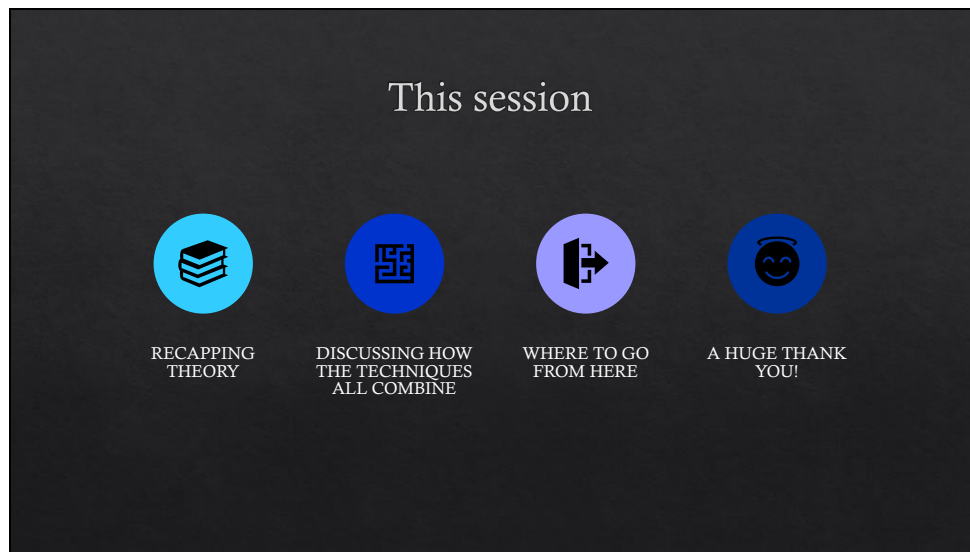 This session
RECAPPING
THEORY
DISCUSSING HOW
THE TECHNIQUES
ALL COMBINE
WHERE TO GO
FROM HERE
A HUGE THANK
YOU!